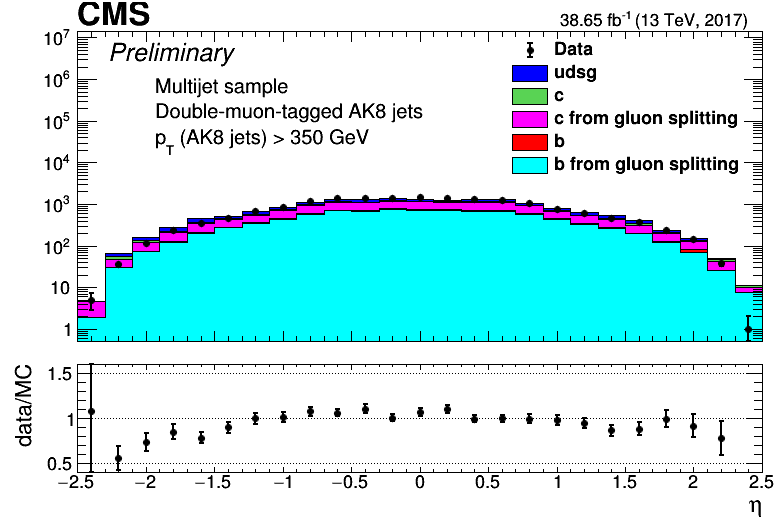 CMS
38.65 fb⁻¹ (13 TeV, 2017)
Preliminary
Multijet sample
Double-muon-tagged AK8 jets
p_T (AK8 jets) > 350 GeV
Data
udsg
c
c from gluon splitting
b
b from gluon splitting
10⁷
10⁶
10⁵
10⁴
10³
10²
10
1
data/MC
1.5
1
0.5
−2.5 −2 −1.5 −1 −0.5 0 0.5 1 1.5 2 2.5
η